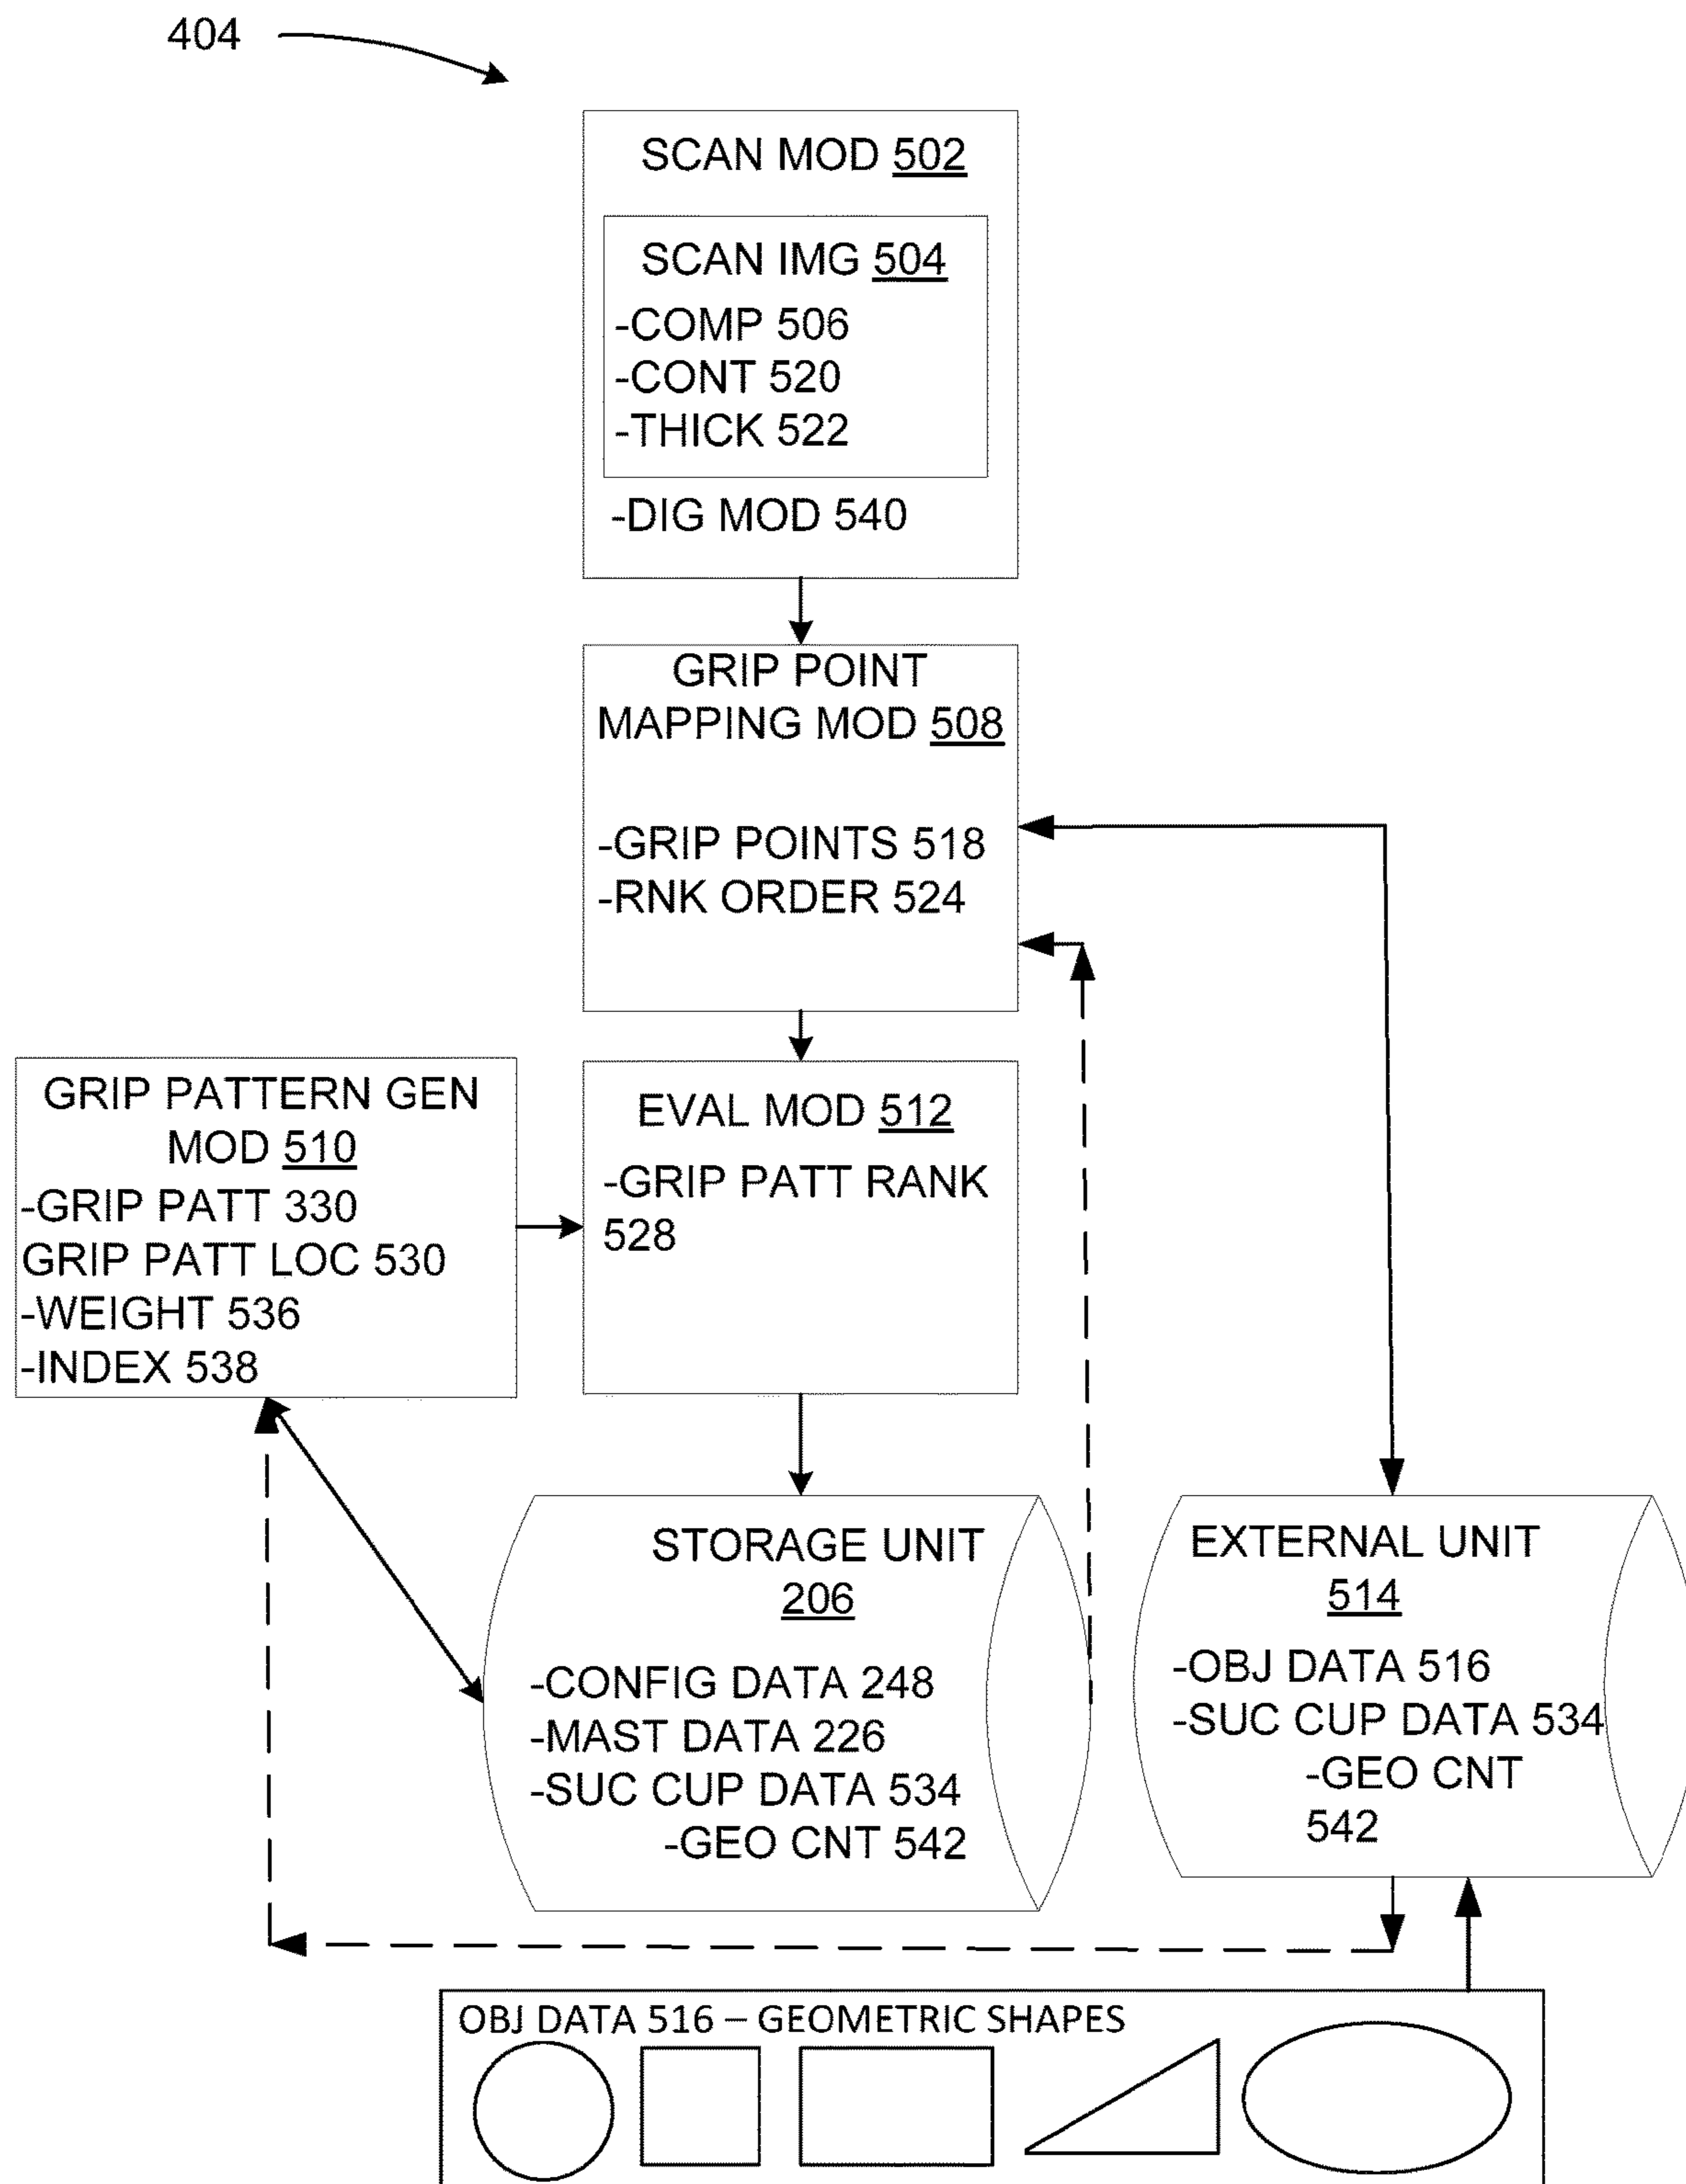 404
SCAN MOD 502
SCAN IMG 504
-COMP 506
-CONT 520
-THICK 522
-DIG MOD 540
GRIP POINT
MAPPING MOD 508
-GRIP POINTS 518
-RNK ORDER 524
GRIP PATTERN GEN
MOD 510
-GRIP PATT 330
GRIP PATT LOC 530
-WEIGHT 536
-INDEX 538
EVAL MOD 512
-GRIP PATT RANK
528
STORAGE UNIT
206
-CONFIG DATA 248
-MAST DATA 226
-SUC CUP DATA 534
-GEO CNT 542
EXTERNAL UNIT
514
-OBJ DATA 516
-SUC CUP DATA 534
-GEO CNT
542
OBJ DATA 516 – GEOMETRIC SHAPES